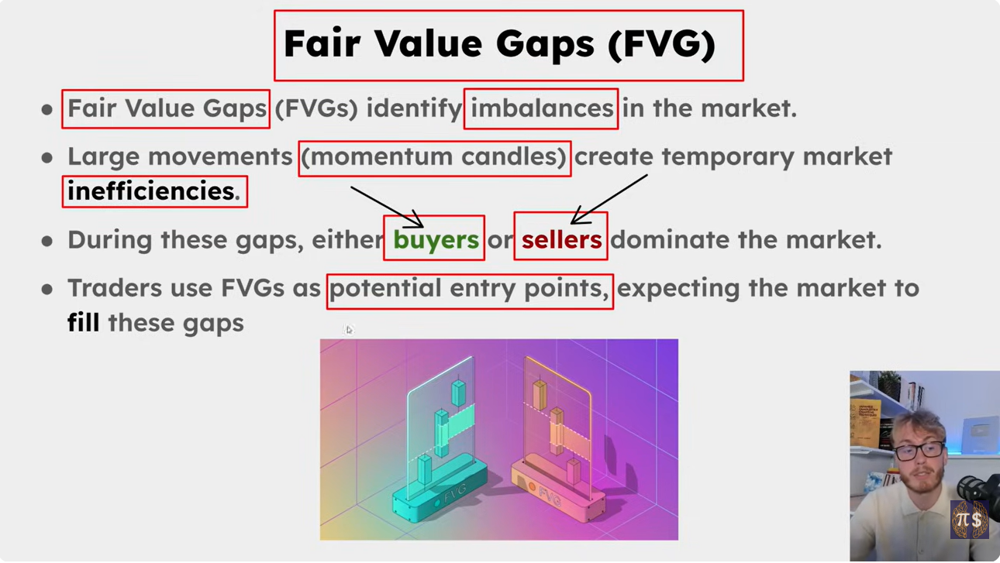 Fair Value Gaps (FVG)
● Fair Value Gaps (FVGs) identify imbalances in the market.
● Large movements (momentum candles) create temporary market
inefficiencies.
● During these gaps, either buyers or sellers dominate the market.
● Traders use FVGs as potential entry points, expecting the market to
fill these gaps
FVG
FVG
π$